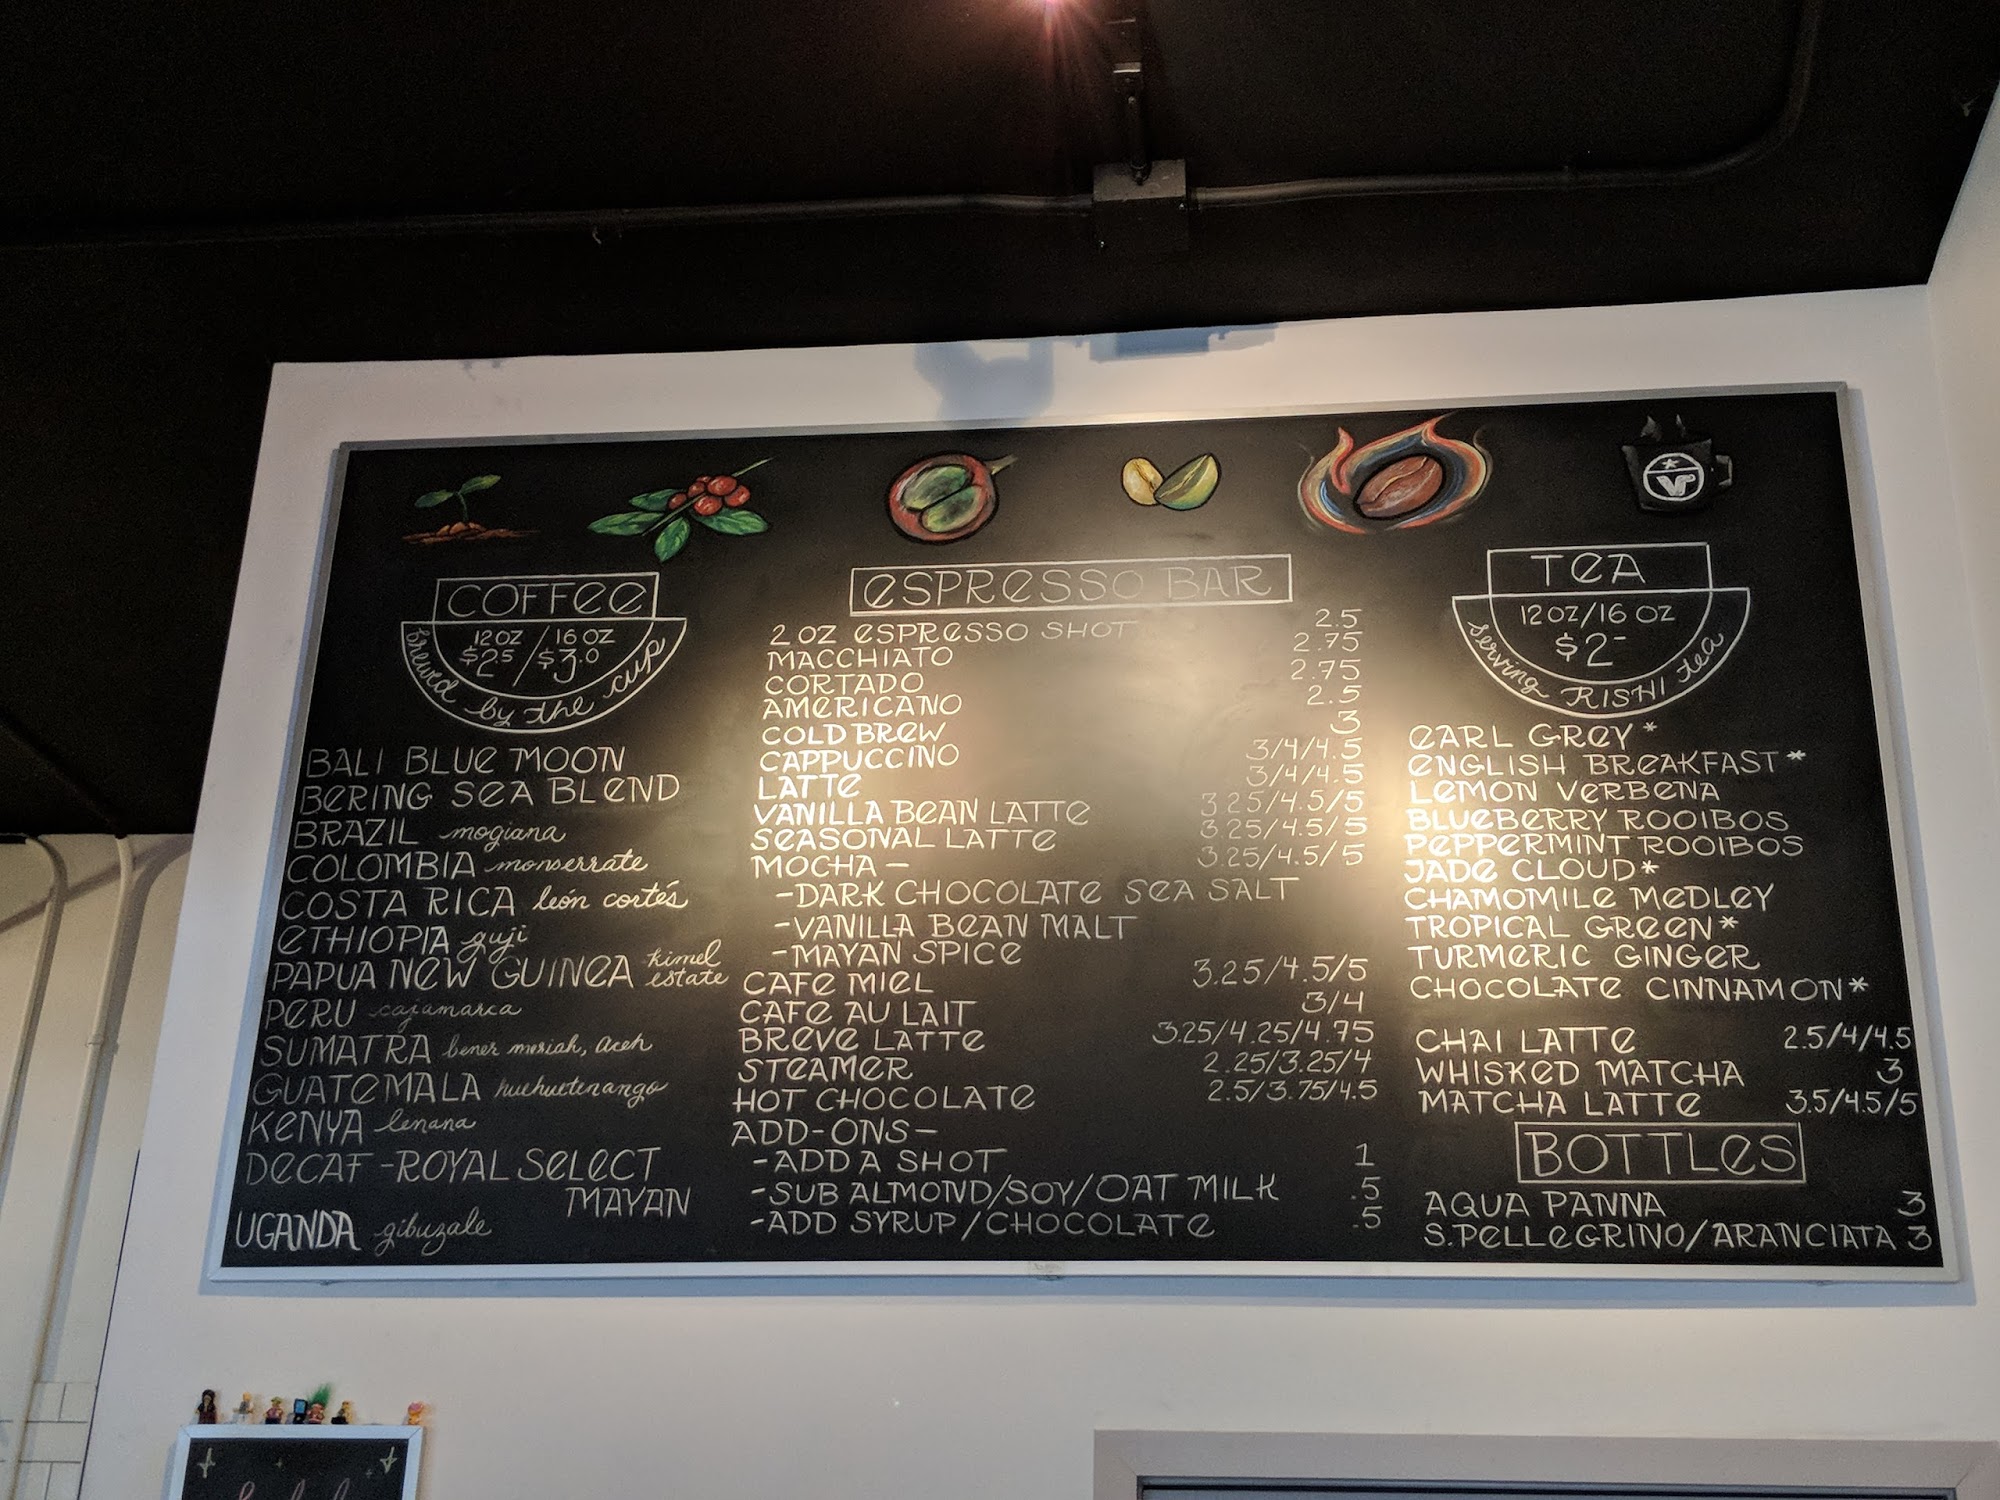 COFFEE
12 OZ / 16 OZ
$2.5 / $3.0
brewed by the cup
BALI BLUE MOON
BERING SEA BLEND
BRAZIL mogiana
COLOMBIA monserrate
COSTA RICA león cortés
ETHIOPIA guji
PAPUA NEW GUINEA kimel estate
PERU cajamarca
SUMATRA bener meriah, aceh
GUATEMALA huehuetenango
KENYA lenana
DECAF - ROYAL SELECT
MAYAN
UGANDA gibuzale
ESPRESSO BAR
2 OZ ESPRESSO SHOT 2.5
MACCHIATO 2.75
CORTADO 2.75
AMERICANO 2.5
COLD BREW 3
CAPPUCCINO 3/4/4.5
LATTE 3/4/4.5
VANILLA BEAN LATTE 3.25/4.5/5
SEASONAL LATTE 3.25/4.5/5
MOCHA - 3.25/4.5/5
-DARK CHOCOLATE SEA SALT
-VANILLA BEAN MALT
-MAYAN SPICE
CAFE MIEL 3.25/4.5/5
CAFE AU LAIT 3/4
BREVE LATTE 3.25/4.25/4.75
STEAMER 2.25/3.25/4
HOT CHOCOLATE 2.5/3.75/4.5
ADD-ONS-
-ADD A SHOT 1
-SUB ALMOND/SOY/OAT MILK .5
-ADD SYRUP/CHOCOLATE .5
TEA
12 OZ/16 OZ
$2-
serving RISHI tea
EARL GREY*
ENGLISH BREAKFAST*
LEMON VERBENA
BLUEBERRY ROOIBOS
PEPPERMINT ROOIBOS
JADE CLOUD*
CHAMOMILE MEDLEY
TROPICAL GREEN*
TURMERIC GINGER
CHOCOLATE CINNAMON*
CHAI LATTE 2.5/4/4.5
WHISKED MATCHA 3
MATCHA LATTE 3.5/4.5/5
BOTTLES
AQUA PANNA 3
S.PELLEGRINO/ARANCIATA 3